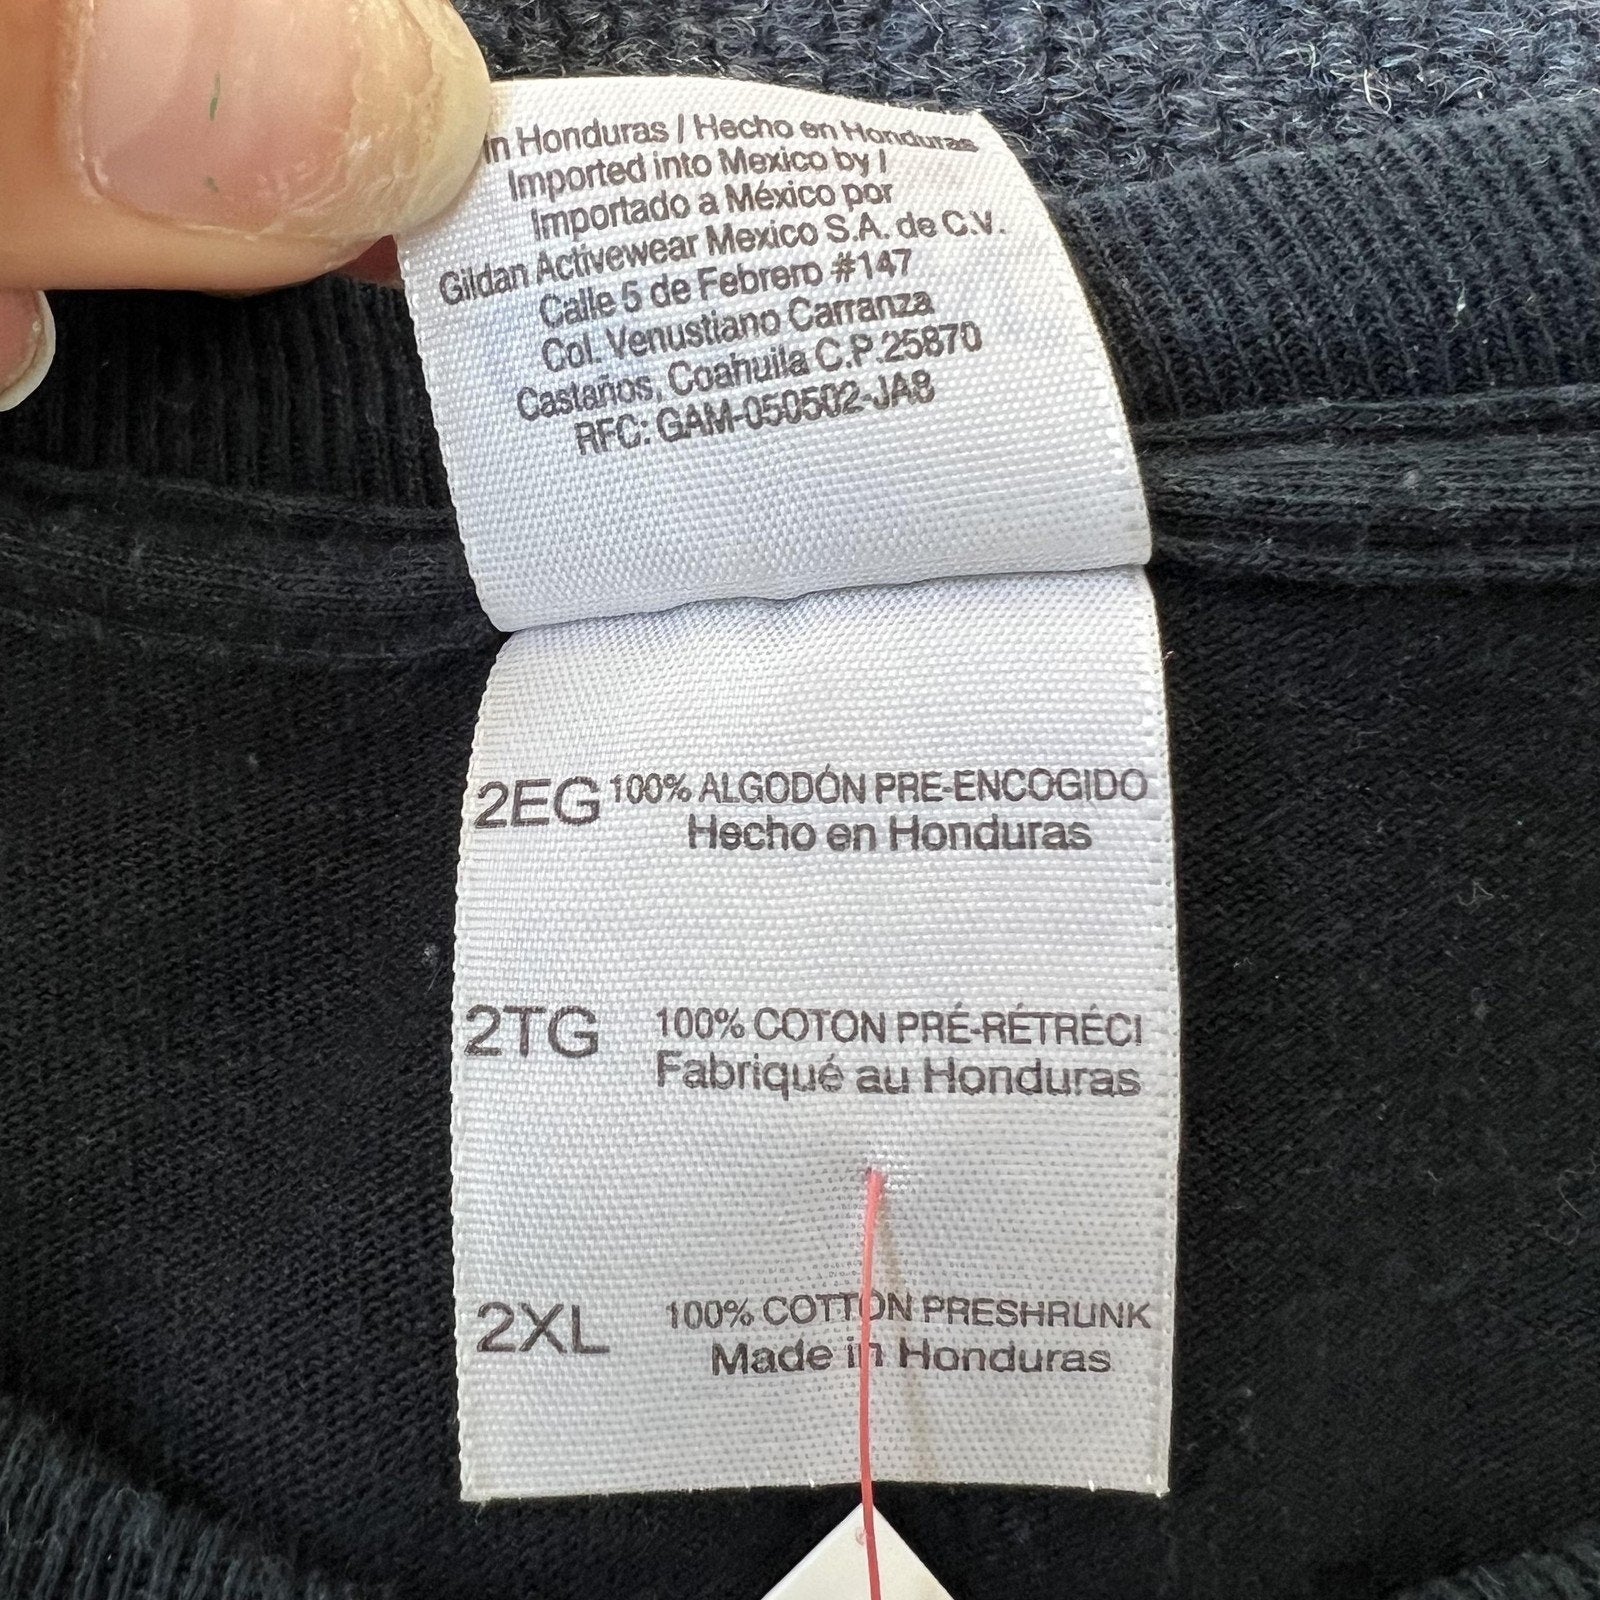 in Honduras / Hecho en Honduras
Imported into Mexico by /
Importado a México por
Gildan Activewear Mexico S.A. de C.V.
Calle 5 de Febrero #147
Col. Venustiano Carranza
Castaños, Coahuila C.P.25870
RFC: GAM-050502-JA8
2EG 100% ALGODÓN PRE-ENCOGIDO
Hecho en Honduras
2TG 100% COTON PRÉ-RÉTRÉCI
Fabriqué au Honduras
2XL 100% COTTON PRESHRUNK
Made in Honduras